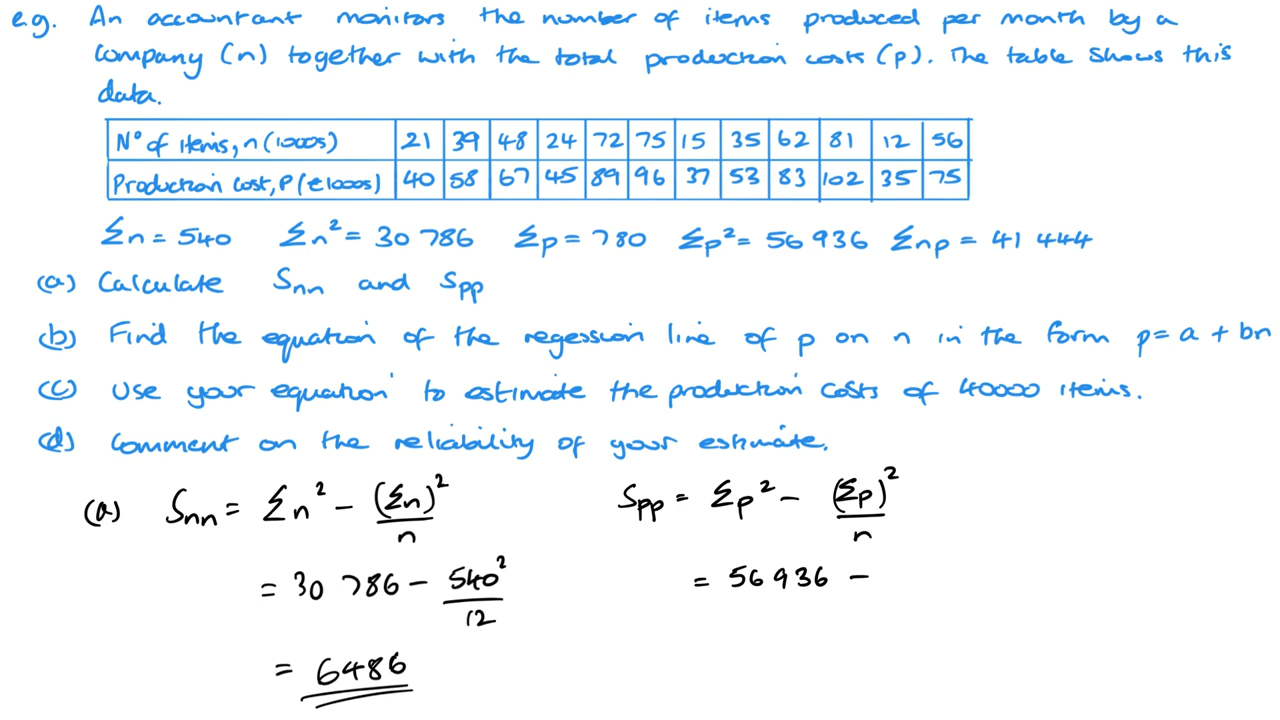 e.g. An accountant monitors the number of items produced per month by a
company (n) together with the total production costs (p). The table shows this
data.
Nº of items, n (1000s) 21 39 48 24 72 75 15 35 62 81 12 56
Production cost, P (£1000s) 40 58 67 45 89 96 37 53 83 102 35 75
Σn = 540 Σn² = 30 786 Σp = 780 Σp² = 56 936 Σnp = 41 444
(a) Calculate Snn and Spp
(b) Find the equation of the regression line of p on n in the form p = a + bn
(c) Use your equation to estimate the production costs of 40000 items.
(d) Comment on the reliability of your estimate.
(a) Snn = Σn² − (Σn)²/n Spp = Σp² − (Σp)²/n
= 30 786 − 540²/12 = 56 936 −
= 6486